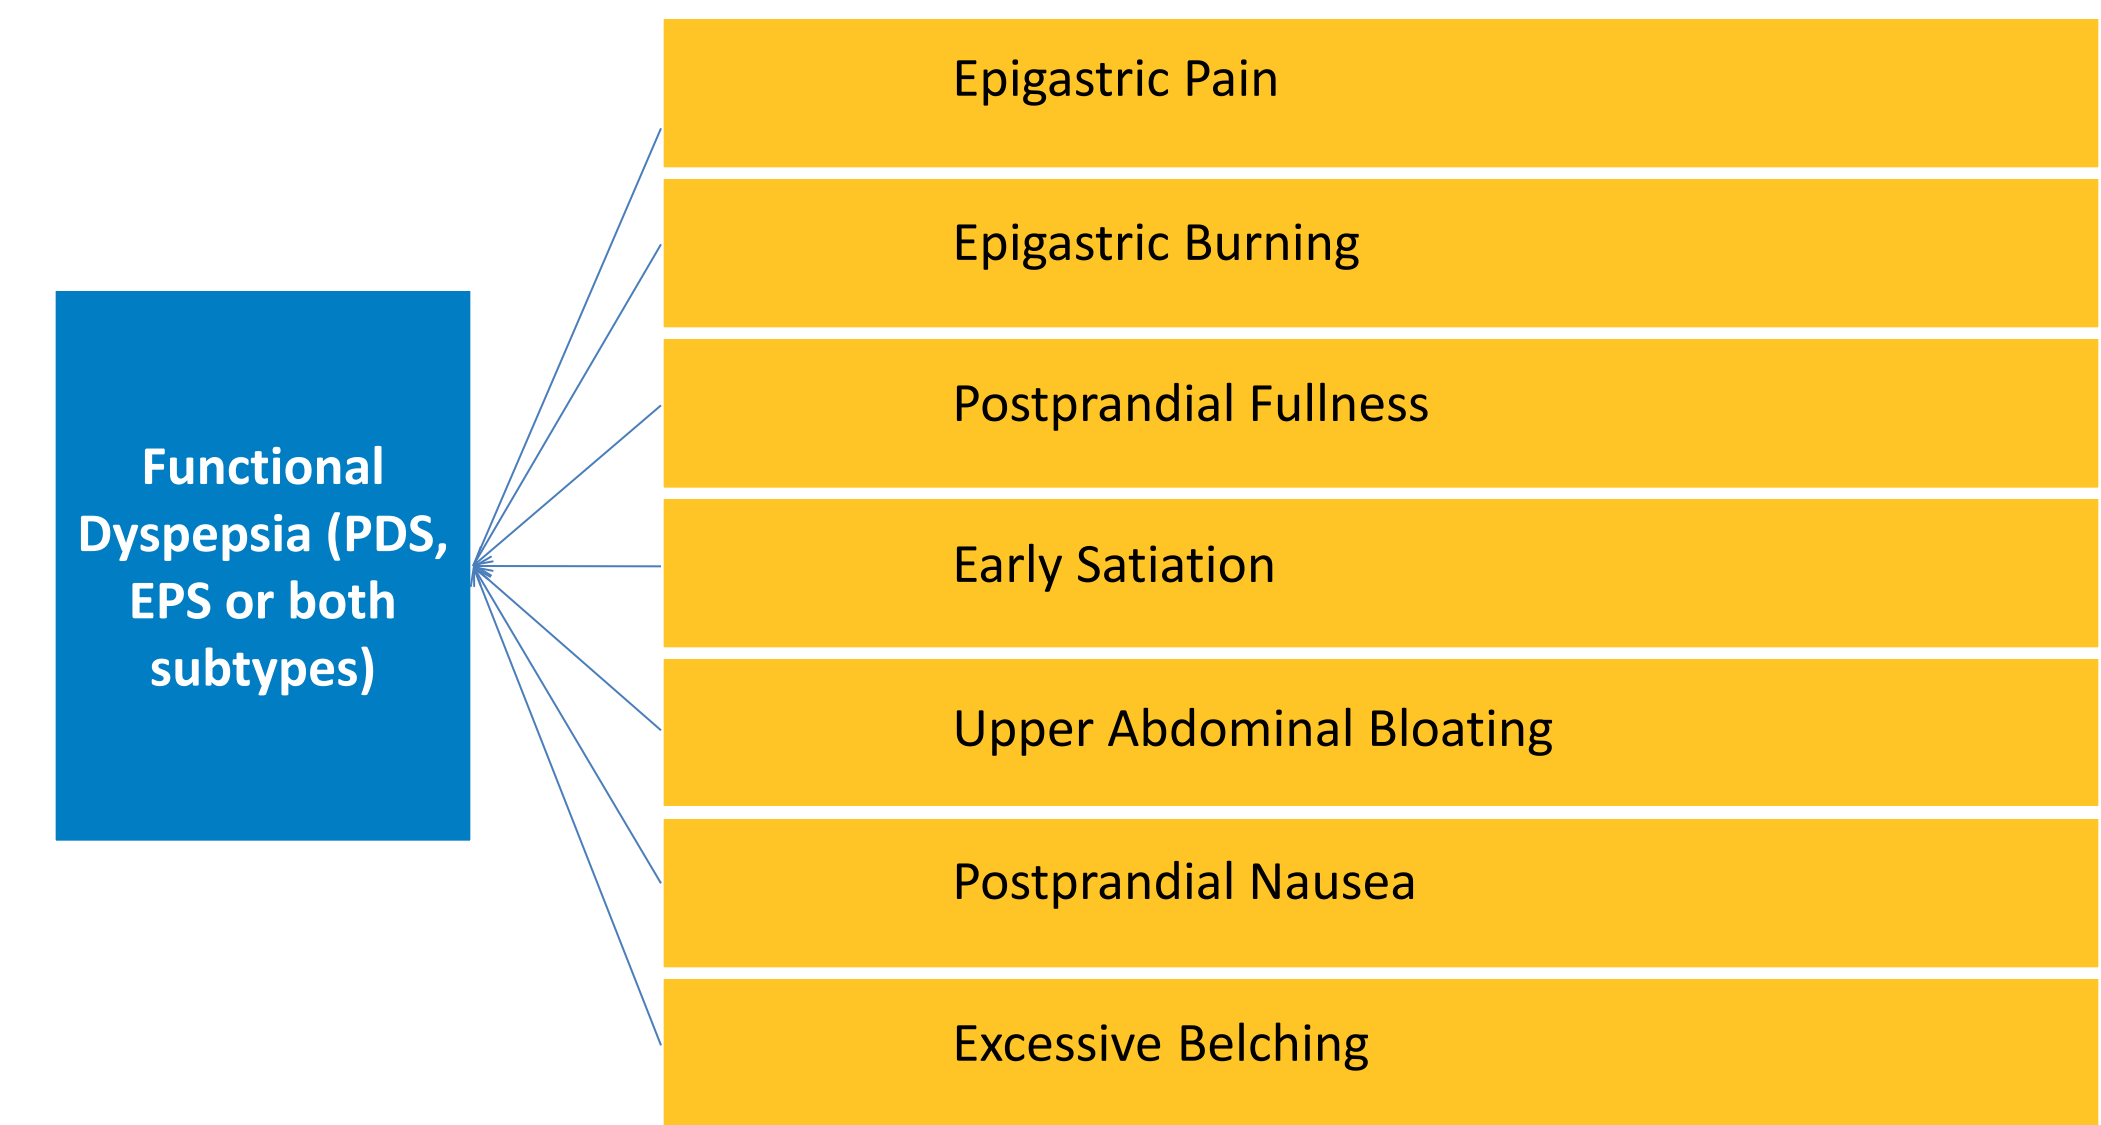 Epigastric Pain
Epigastric Burning
Postprandial Fullness
Functional
Dyspepsia (PDS,
EPS or both
subtypes)
Early Satiation
Upper Abdominal Bloating
Postprandial Nausea
Excessive Belching